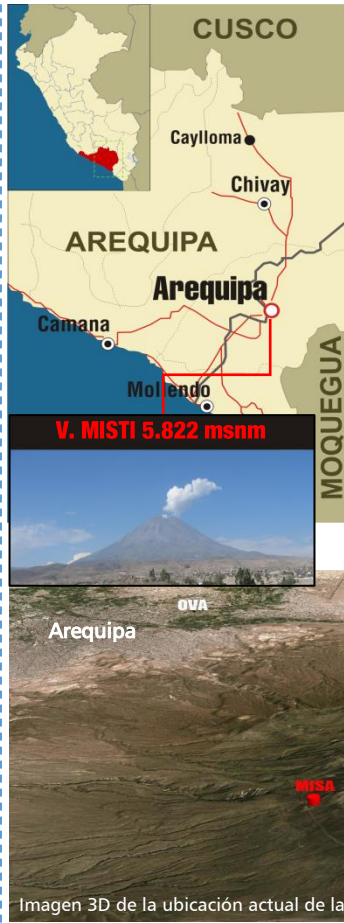 CUSCO
Caylloma
Chivay
AREQUIPA
Arequipa
Camana
Mollendo
MOQUEGUA
V. MISTI 5.822 msnm
OVA
Arequipa
MISA
Imagen 3D de la ubicación actual de la